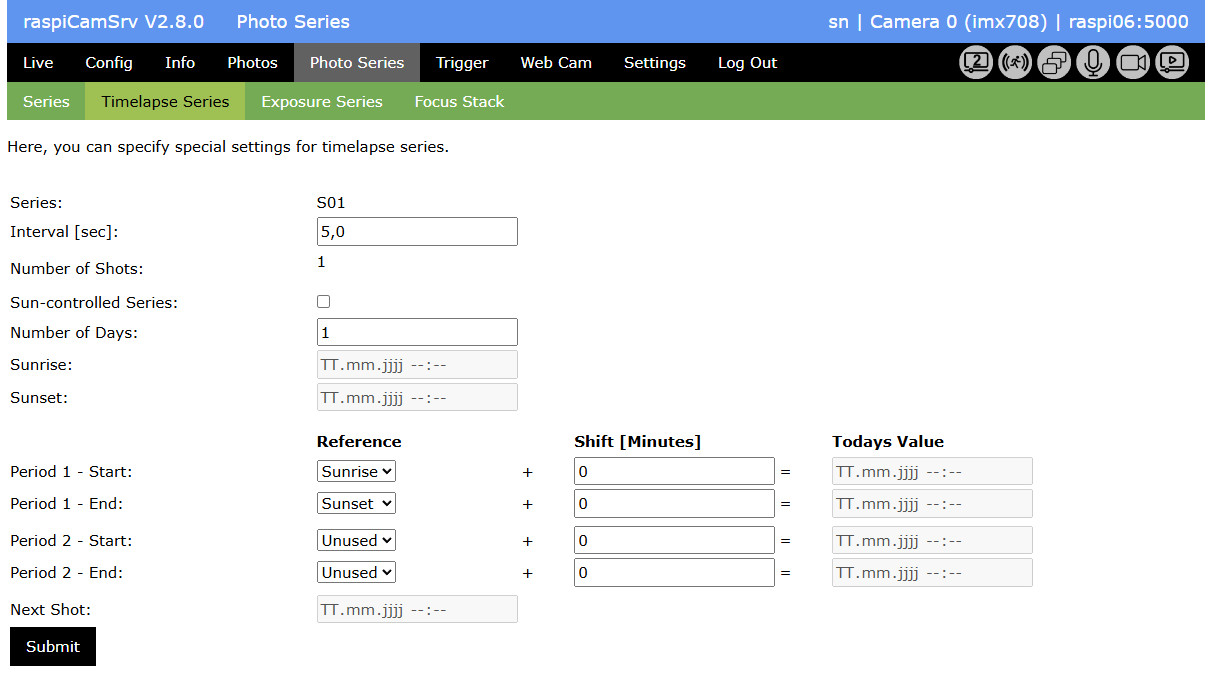 raspiCamSrv V2.8.0 Photo Series sn | Camera 0 (imx708) | raspi06:5000
Live Config Info Photos Photo Series Trigger Web Cam Settings Log Out 2
Series Timelapse Series Exposure Series Focus Stack
Here, you can specify special settings for timelapse series.
Series: S01
Interval [sec]: 5,0
Number of Shots: 1
Sun-controlled Series:
Number of Days: 1
Sunrise: TT.mm.jjjj --:--
Sunset: TT.mm.jjjj --:--
Reference Shift [Minutes] Todays Value
Period 1 - Start: Sunrise + 0 = TT.mm.jjjj --:--
Period 1 - End: Sunset + 0 = TT.mm.jjjj --:--
Period 2 - Start: Unused + 0 = TT.mm.jjjj --:--
Period 2 - End: Unused + 0 = TT.mm.jjjj --:--
Next Shot: TT.mm.jjjj --:--
Submit